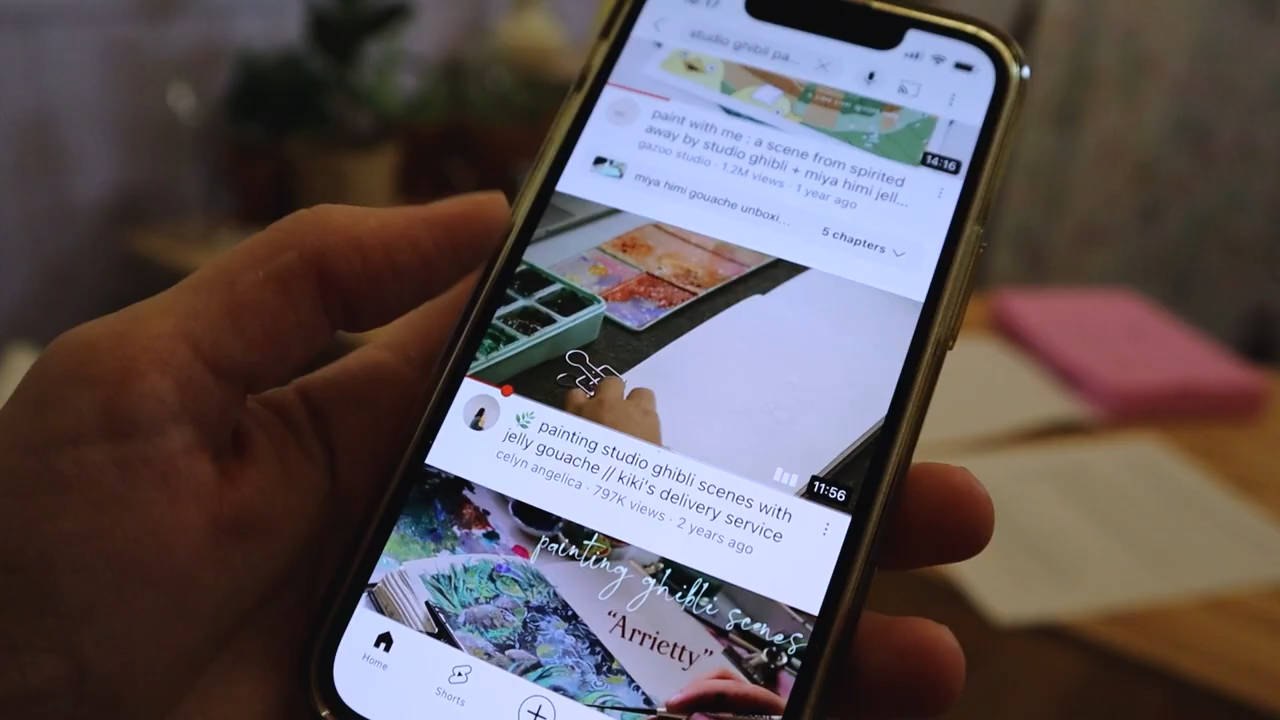 studio ghibli pa...
14:16
paint with me : a scene from spirited
away by studio ghibli + miya himi jell...
gazoo studio · 1.2M views · 1 year ago
miya himi gouache unboxi...
5 chapters
11:56
🌿 painting studio ghibli scenes with
jelly gouache // kiki's delivery service
celyn angelica · 797K views · 2 years ago
painting ghibli scenes
"Arrietty"
Home
Shorts